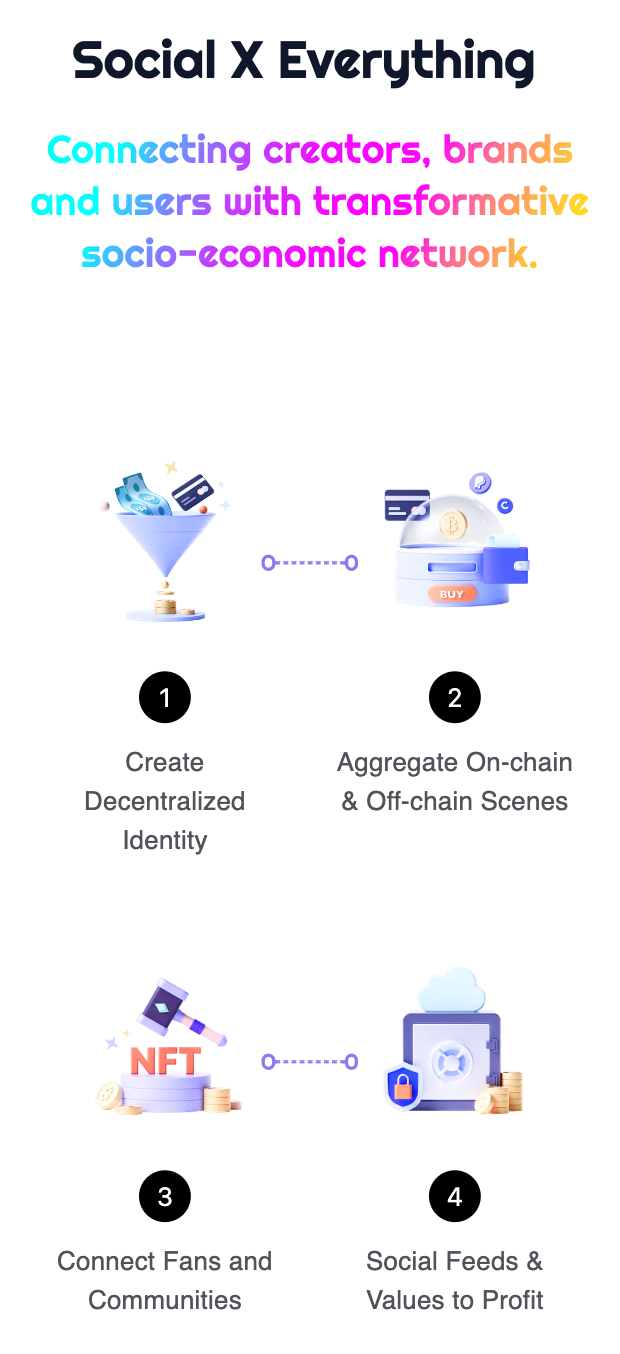 Social X Everything
Connecting creators, brands
and users with transformative
socio-economic network.
BUY
1
2
Create
Decentralized
Identity
Aggregate On-chain
& Off-chain Scenes
NFT
3
4
Connect Fans and
Communities
Social Feeds &
Values to Profit